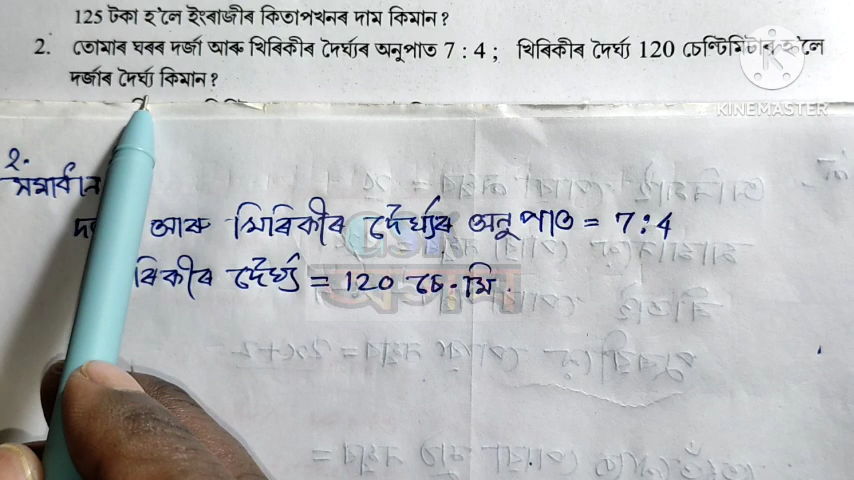 125 টকা হ'লে ইংৰাজীৰ কিতাপখনৰ দাম কিমান ?
2. তোমাৰ ঘৰৰ দৰ্জা আৰু খিৰিকীৰ দৈৰ্ঘ্যৰ অনুপাত 7 : 4 ; খিৰিকীৰ দৈৰ্ঘ্য 120 চেণ্টিমিটাৰ হ'লে
দৰ্জাৰ দৈৰ্ঘ্য কিমান ?
KINEMASTER
2.
সমাধান
আৰু খিৰিকীৰ দৈৰ্ঘ্যৰ অনুপাত = 7:4
ৰিকীৰ দৈৰ্ঘ্য = 120 চে.মি.